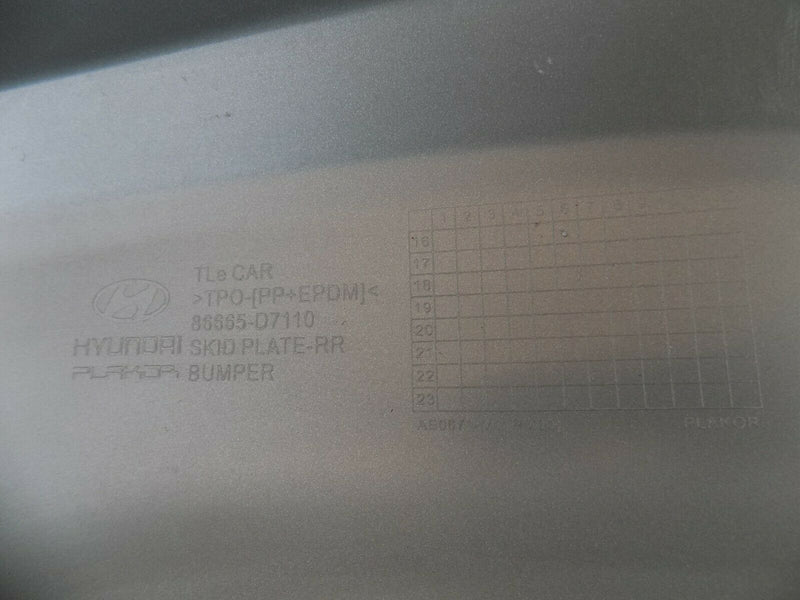 TLe CAR
>TPO-[PP+EPDM]<
86665-D7110
HYUNDAI SKID PLATE-RR
PLAKOR BUMPER
1 2 3 4 5 6 7 8 9
16
17
18
19
20
21
22
23
PLAKOR